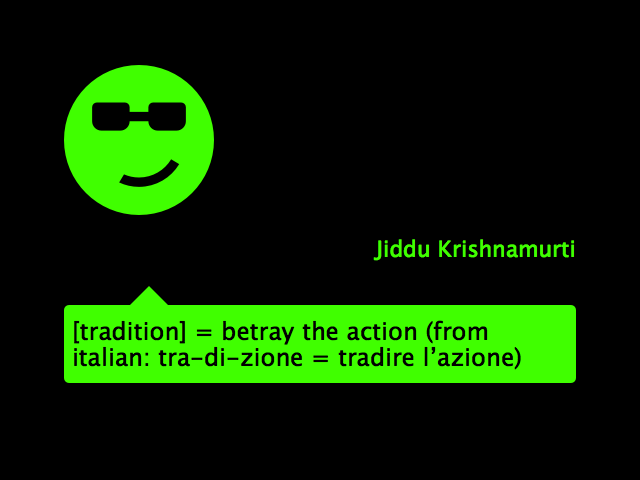 Jiddu Krishnamurti
[tradition] = betray the action (from
italian: tra-di-zione = tradire l’azione)